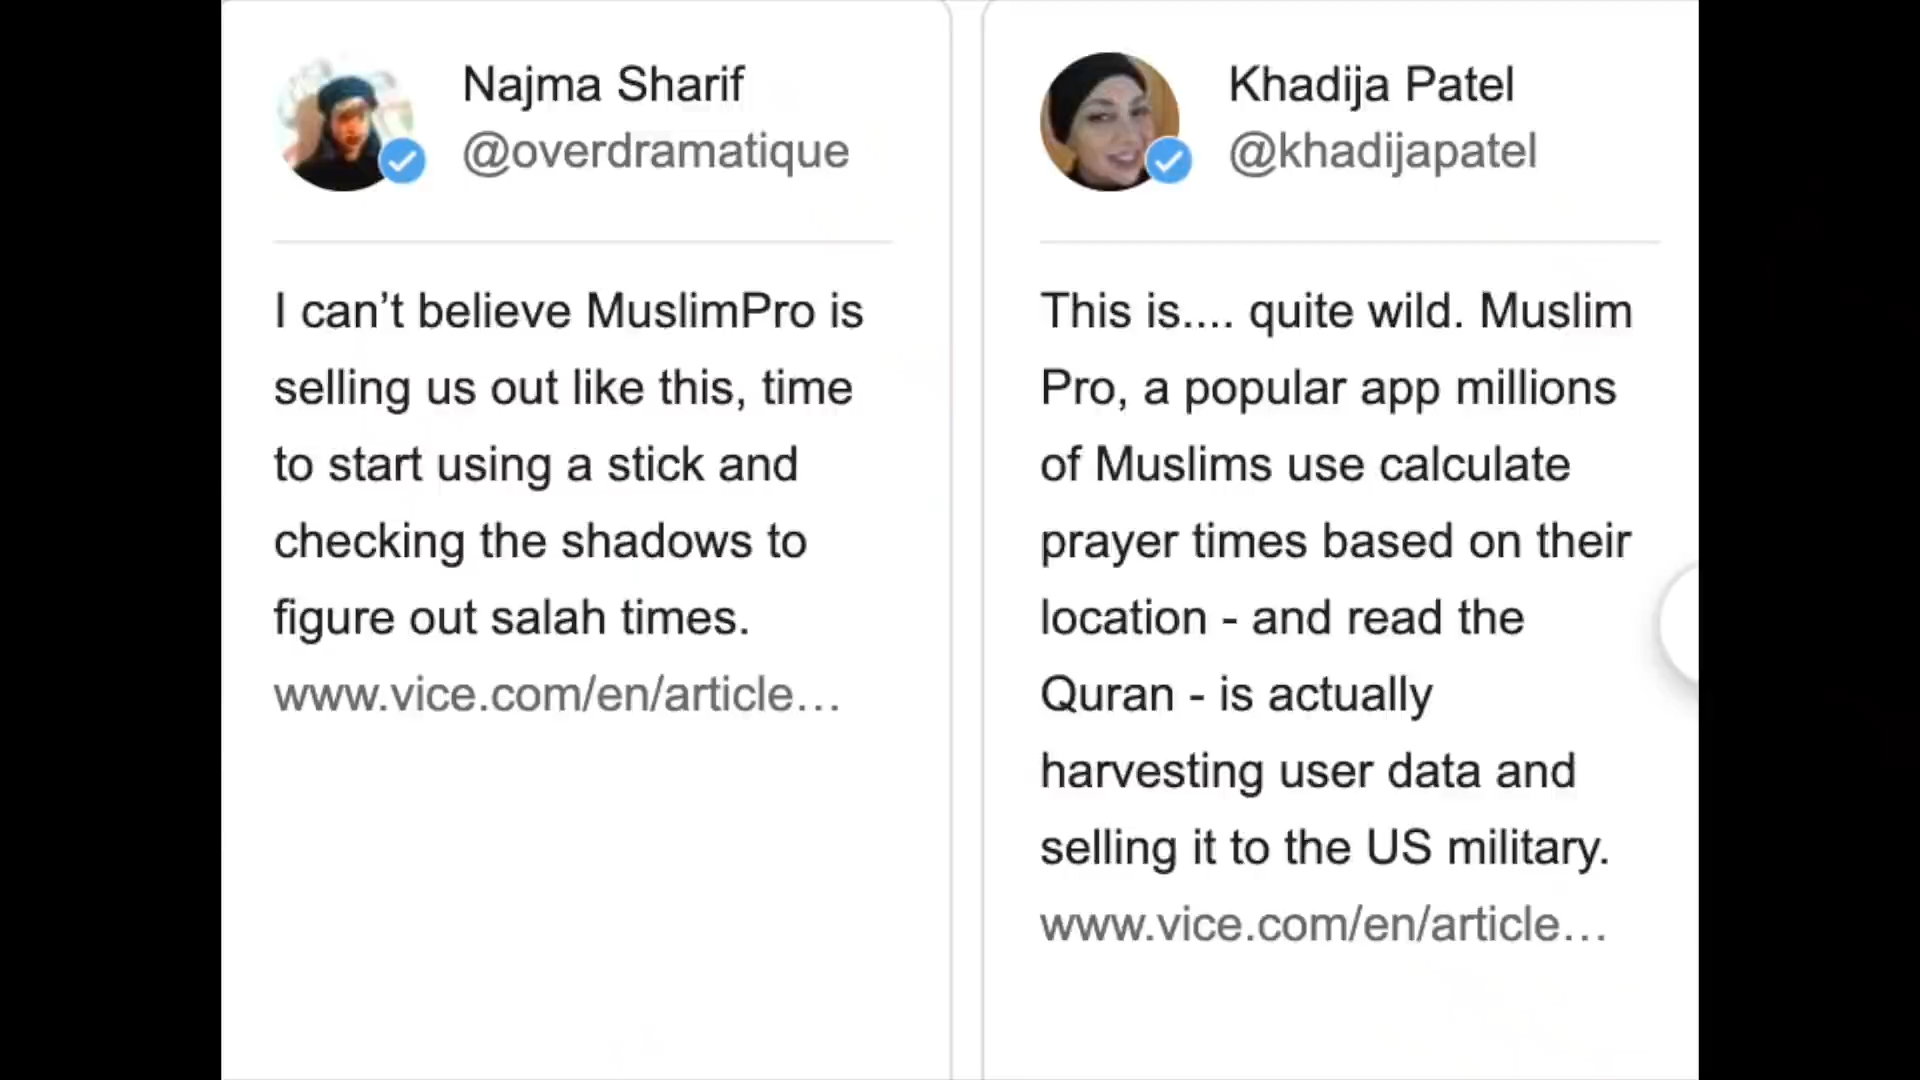 Najma Sharif
@overdramatique
I can’t believe MuslimPro is
selling us out like this, time
to start using a stick and
checking the shadows to
figure out salah times.
www.vice.com/en/article…
Khadija Patel
@khadijapatel
This is.... quite wild. Muslim
Pro, a popular app millions
of Muslims use calculate
prayer times based on their
location - and read the
Quran - is actually
harvesting user data and
selling it to the US military.
www.vice.com/en/article…